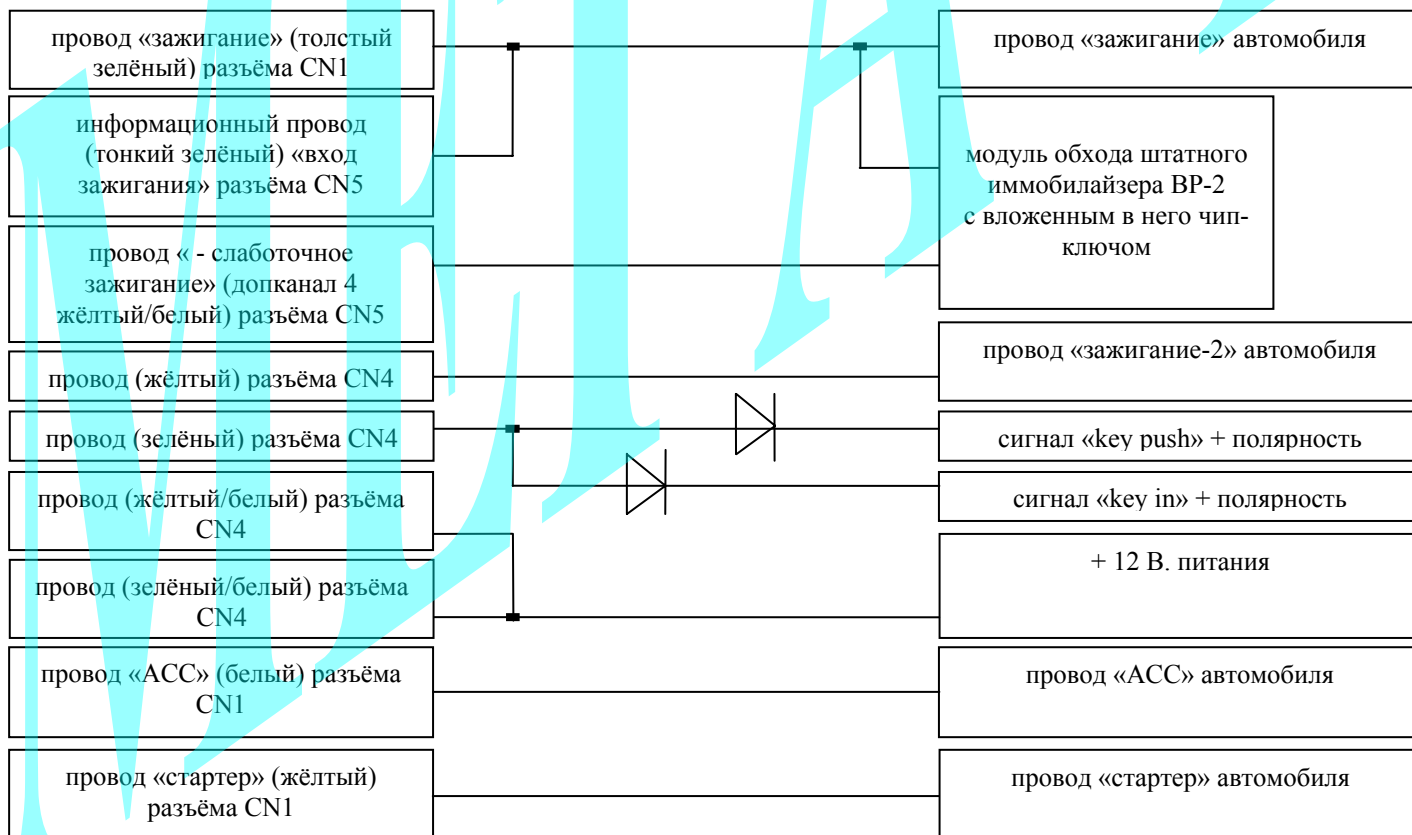 провод «зажигание» (толстый
зелёный) разъёма CN1
информационный провод
(тонкий зелёный) «вход
зажигания» разъёма CN5
провод « - слаботочное
зажигание» (допканал 4
жёлтый/белый) разъёма CN5
провод (жёлтый) разъёма CN4
провод (зелёный) разъёма CN4
провод (жёлтый/белый) разъёма
CN4
провод (зелёный/белый) разъёма
CN4
провод «АСС» (белый) разъёма
CN1
провод «стартер» (жёлтый)
разъёма CN1
провод «зажигание» автомобиля
модуль обхода штатного
иммобилайзера BP-2
с вложенным в него чип-
ключом
провод «зажигание-2» автомобиля
сигнал «key push» + полярность
сигнал «key in» + полярность
+ 12 В. питания
провод «АСС» автомобиля
провод «стартер» автомобиля